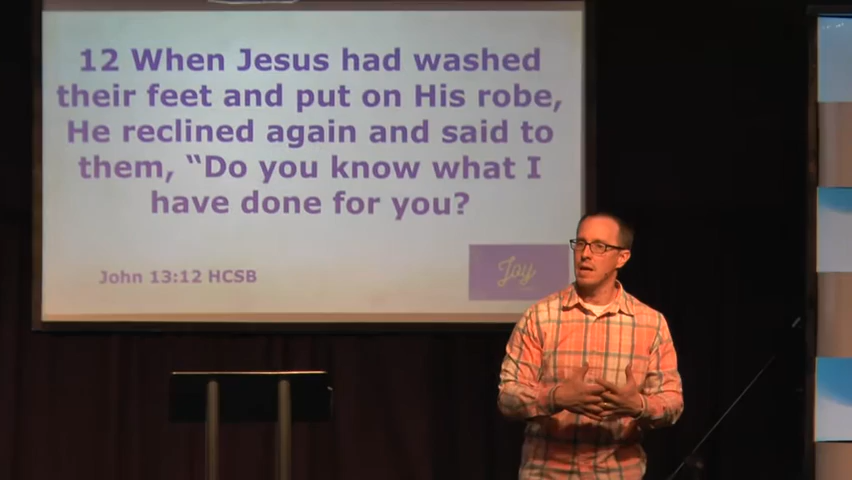 12 When Jesus had washed
their feet and put on His robe,
He reclined again and said to
them, “Do you know what I
have done for you?
John 13:12 HCSB
Joy